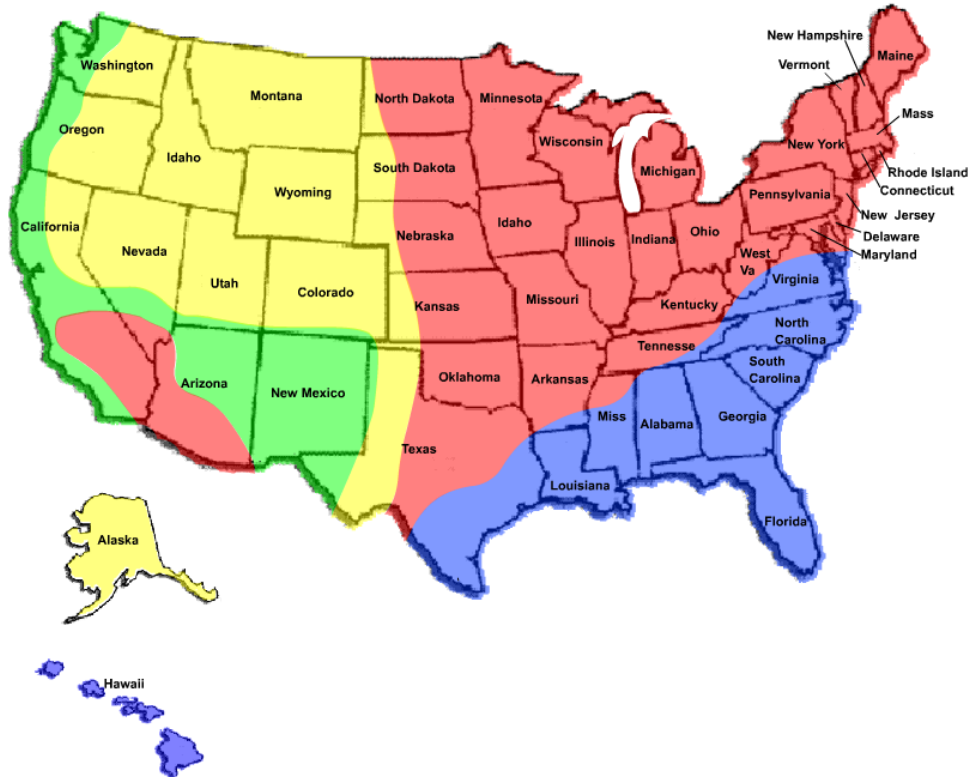 New Hampshire
Vermont
Maine
Washington
Montana
North Dakota
Minnesota
Mass
Oregon
Idaho
Wisconsin
New York
South Dakota
Michigan
Rhode Island
Connecticut
Wyoming
Pennsylvania
California
Nebraska
Idaho
New Jersey
Delaware
Maryland
Nevada
Illinois
Indiana
Ohio
West
Va
Utah
Colorado
Kansas
Missouri
Kentucky
Virginia
Tennesse
North
Carolina
Arizona
New Mexico
Oklahoma
Arkansas
South
Carolina
Miss
Alabama
Georgia
Texas
Louisiana
Florida
Alaska
Hawaii